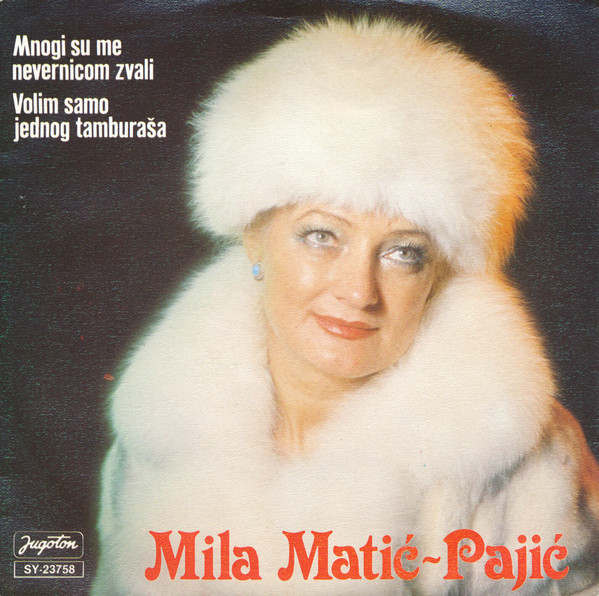 Mnogi su me
nevernicom zvali
Volim samo
jednog tamburaša
Jugoton
SY-23758
Mila Matić~Pajić